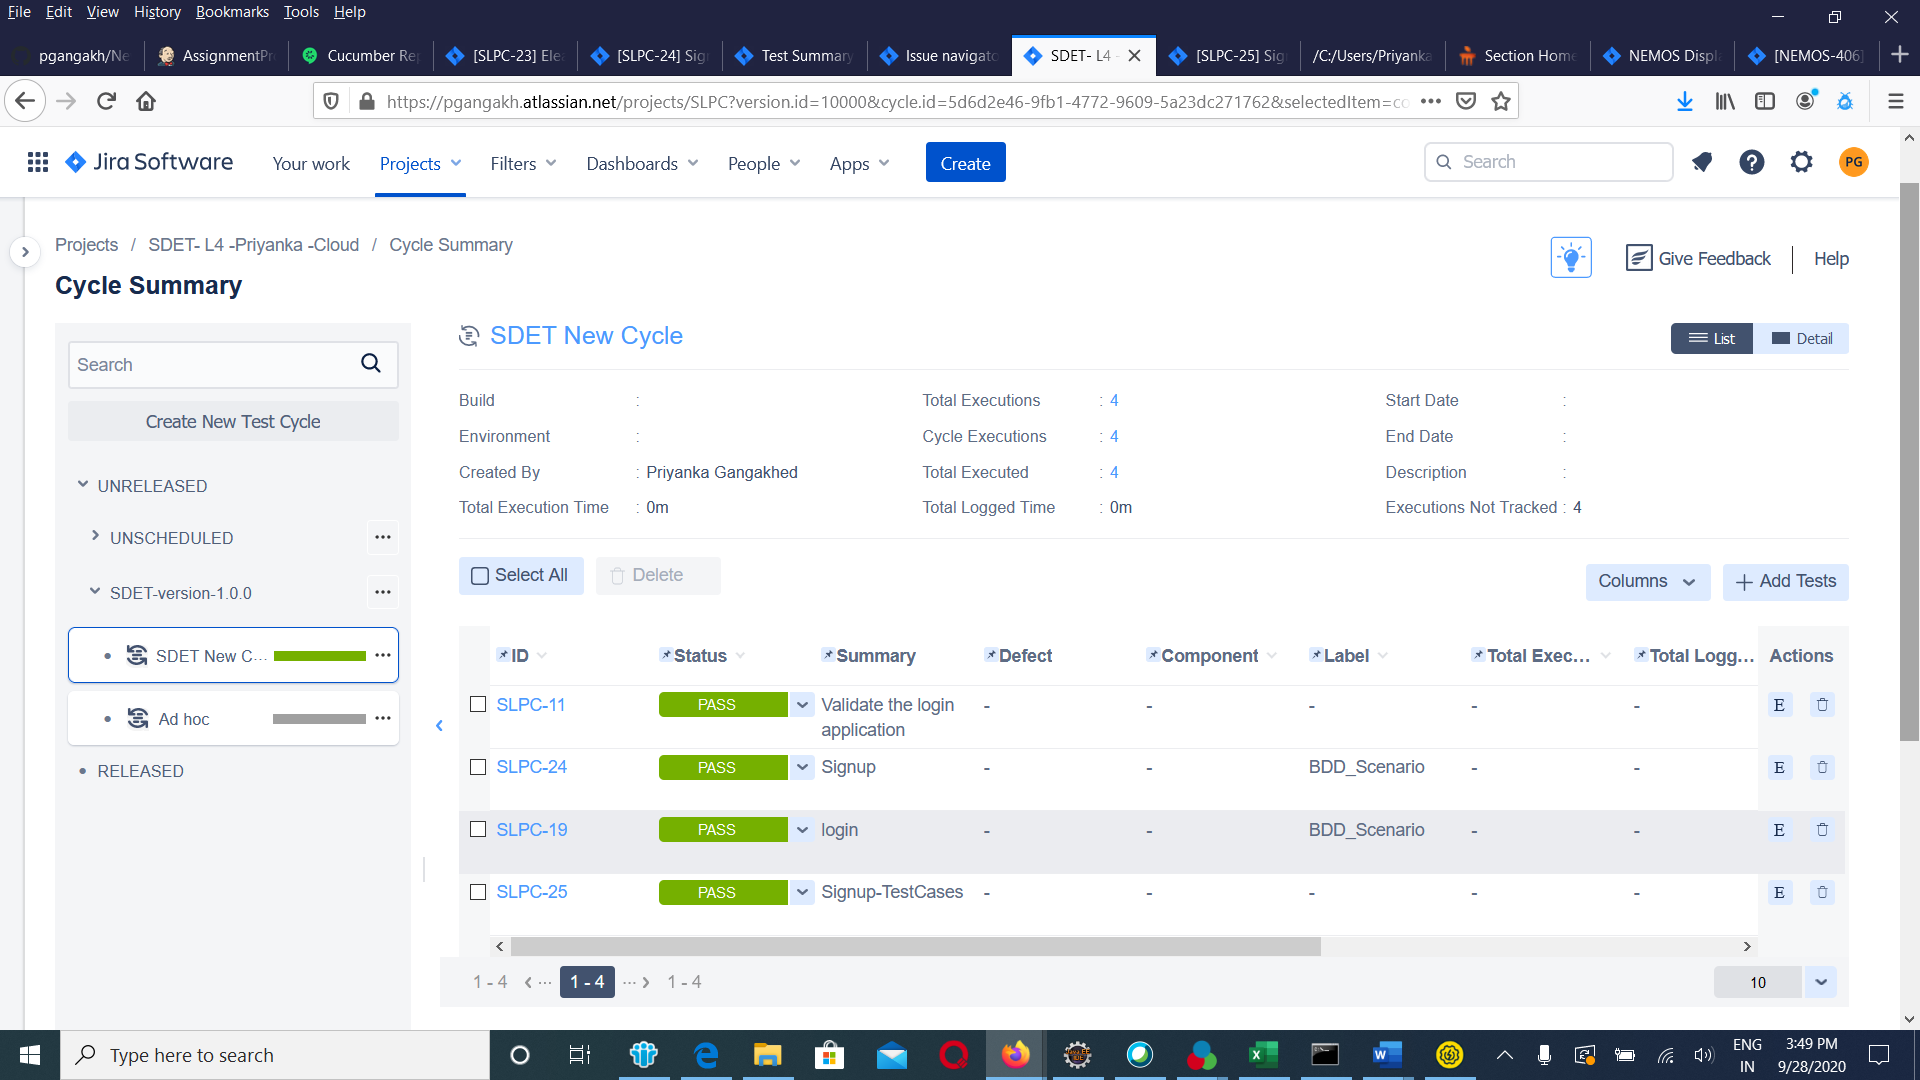 File Edit View History Bookmarks Tools Help
pgangakh/Ne AssignmentPr Cucumber Rep [SLPC-23] Ele [SLPC-24] Sig Test Summary Issue navigato SDET- L4 - [SLPC-25] Sig /C:/Users/Priyanka Section Home NEMOS Displ [NEMOS-406]
https://pgangakh.atlassian.net/projects/SLPC?version.id=10000&cycle.id=5d6d2e46-9fb1-4772-9609-5a23dc271762&selectedItem=co
Jira Software Your work Projects Filters Dashboards People Apps Create Search PG
Projects / SDET- L4 -Priyanka -Cloud / Cycle Summary
Give Feedback Help
Cycle Summary
Search
Create New Test Cycle
UNRELEASED
UNSCHEDULED
SDET-version-1.0.0
SDET New C...
Ad hoc
RELEASED
SDET New Cycle
List Detail
Build : Total Executions : 4 Start Date :
Environment : Cycle Executions : 4 End Date :
Created By : Priyanka Gangakhed Total Executed : 4 Description :
Total Execution Time : 0m Total Logged Time : 0m Executions Not Tracked : 4
Select All Delete
Columns + Add Tests
ID Status Summary Defect Component Label Total Exec... Total Logg... Actions
SLPC-11 PASS Validate the login application - - - - - E
SLPC-24 PASS Signup - - BDD_Scenario - - E
SLPC-19 PASS login - - BDD_Scenario - - E
SLPC-25 PASS Signup-TestCases - - - - - E
1 - 4 ‹ ··· 1 - 4 ··· › 1 - 4
10
Type here to search
W
ENG
IN
3:49 PM
9/28/2020